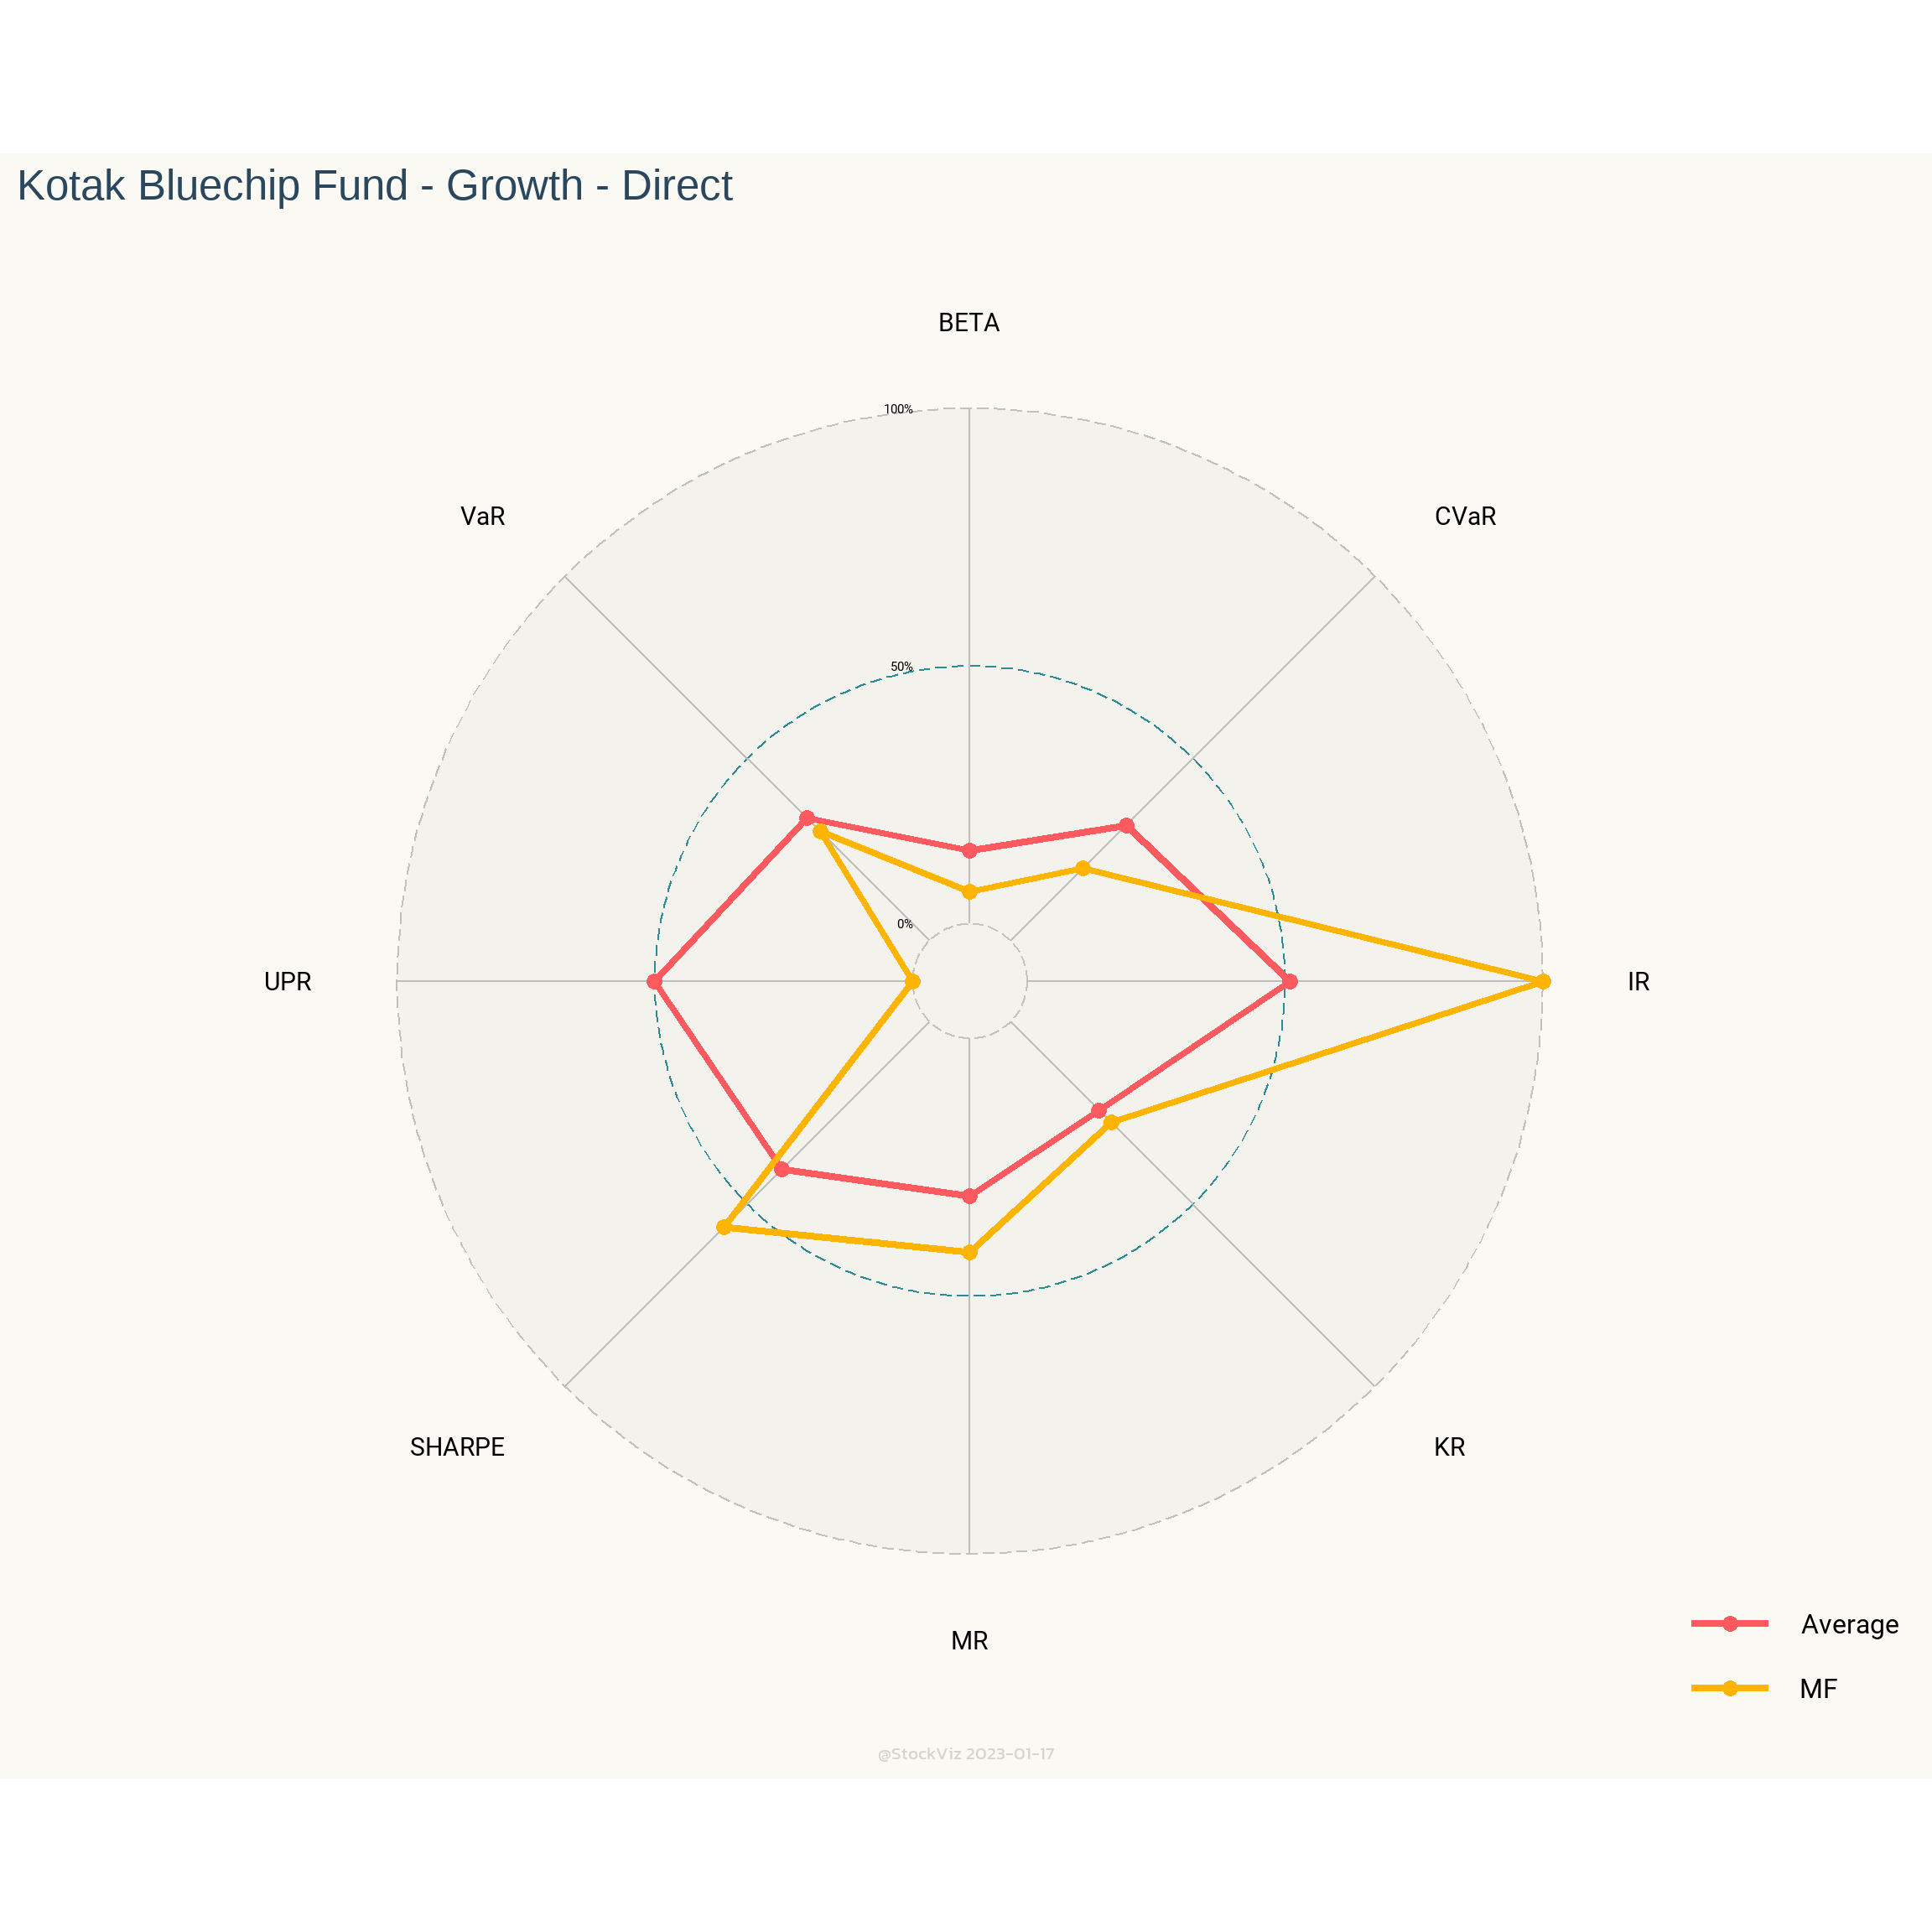 Kotak Bluechip Fund - Growth - Direct
BETA
100%
VaR
CVaR
50%
0%
UPR
IR
SHARPE
KR
MR
Average
MF
@StockViz 2023-01-17